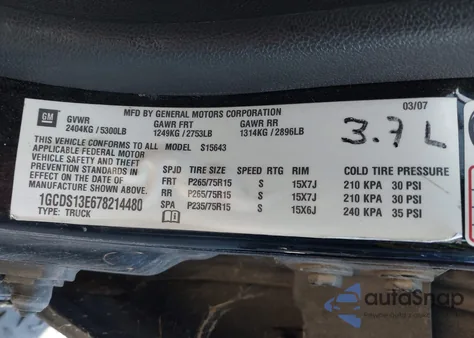 GM
MFD BY GENERAL MOTORS CORPORATION
03/07
GVWR GAWR FRT GAWR RR
2404KG / 5300LB 1249KG / 2753LB 1314KG / 2896LB
3.7 L
THIS VEHICLE CONFORMS TO ALL
APPLICABLE FEDERAL MOTOR
VEHICLE SAFETY AND THEFT
PREVENTION STANDARDS IN
EFFECT ON THE DATE OF
MANUFACTURE SHOWN ABOVE.
1GCDS13E678214480
TYPE: TRUCK
MODEL S15643
SPJD TIRE SIZE SPEED RTG RIM COLD TIRE PRESSURE
FRT P265/75R15 S 15X7J 210 KPA 30 PSI
RR P265/75R15 S 15X7J 210 KPA 30 PSI
SPA P235/75R15 S 15X6J 240 KPA 35 PSI
autoSnap